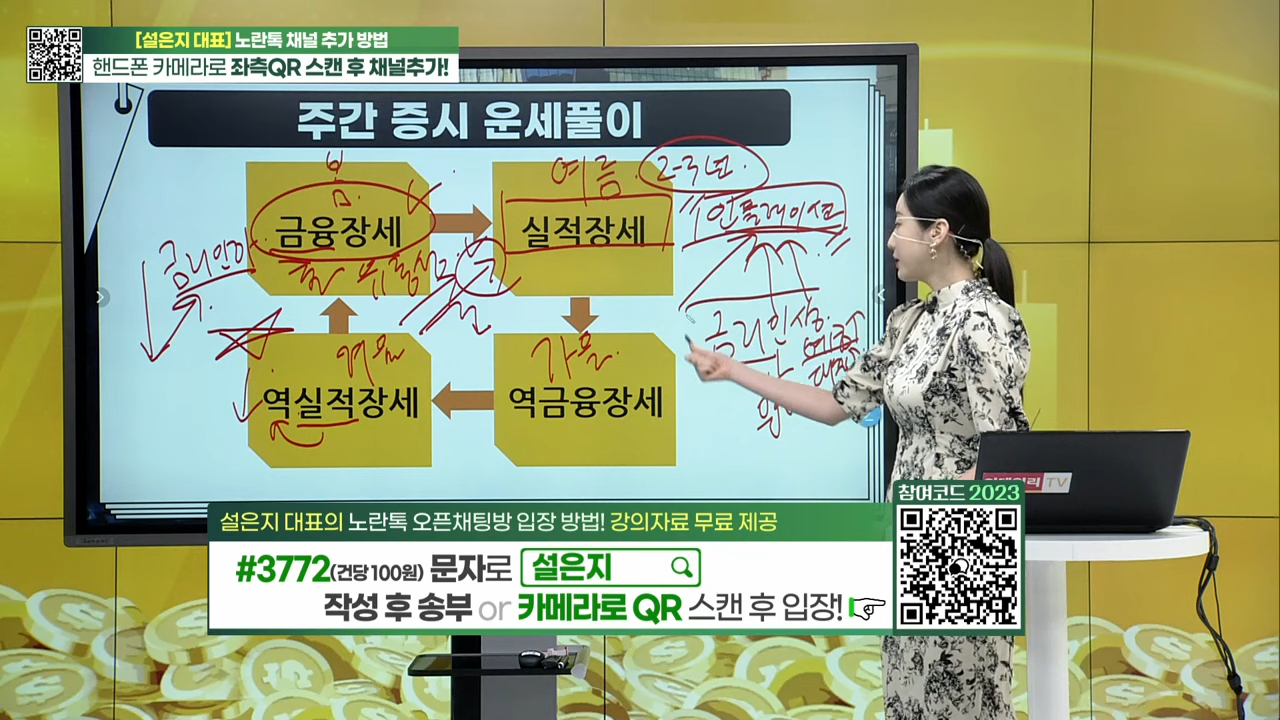 [설은지 대표] 노란톡 채널 추가 방법
핸드폰 카메라로 좌측QR 스캔 후 채널추가!
주간 증시 운세풀이
봄
여름
2-3년
금융장세
실적장세
"인플레이션"
금리인하
금리인상
겨울
가을
역실적장세
역금융장세
TV
참여코드 2023
설은지 대표의 노란톡 오픈채팅방 입장 방법! 강의자료 무료 제공
#3772(건당 100원) 문자로 설은지
작성 후 송부 or 카메라로 QR 스캔 후 입장!